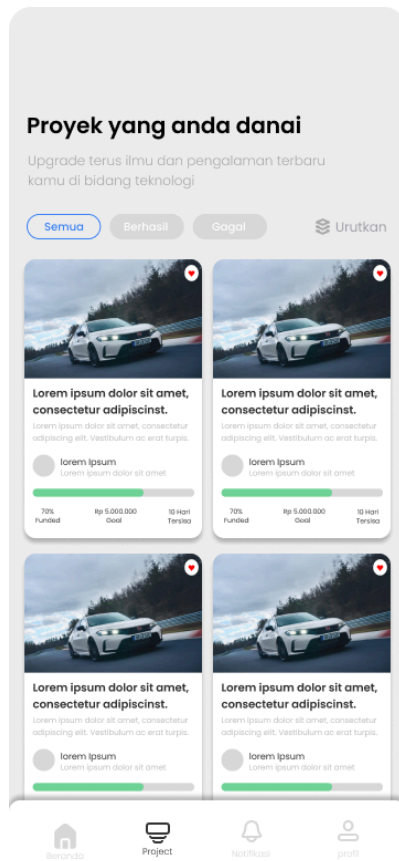 Proyek yang anda danai
Upgrade terus ilmu dan pengalaman terbaru
kamu di bidang teknologi
Semua Berhasil Gagal Urutkan
Lorem ipsum dolor sit amet,
consectetur adipiscinst.
Lorem ipsum dolor sit amet, consectetur
adipiscing elit. Vestibulum ac erat turpis.
lorem Ipsum
Lorem ipsum dolor sit amet
70% Rp 5.000.000 10 Hari
Funded Goal Tersisa
Lorem ipsum dolor sit amet,
consectetur adipiscinst.
Lorem ipsum dolor sit amet, consectetur
adipiscing elit. Vestibulum ac erat turpis.
lorem Ipsum
Lorem ipsum dolor sit amet
70% Rp 5.000.000 10 Hari
Funded Goal Tersisa
Lorem ipsum dolor sit amet,
consectetur adipiscinst.
Lorem ipsum dolor sit amet, consectetur
adipiscing elit. Vestibulum ac erat turpis.
lorem Ipsum
Lorem ipsum dolor sit amet
Lorem ipsum dolor sit amet,
consectetur adipiscinst.
Lorem ipsum dolor sit amet, consectetur
adipiscing elit. Vestibulum ac erat turpis.
lorem Ipsum
Lorem ipsum dolor sit amet
Beranda Project Notifikasi profil